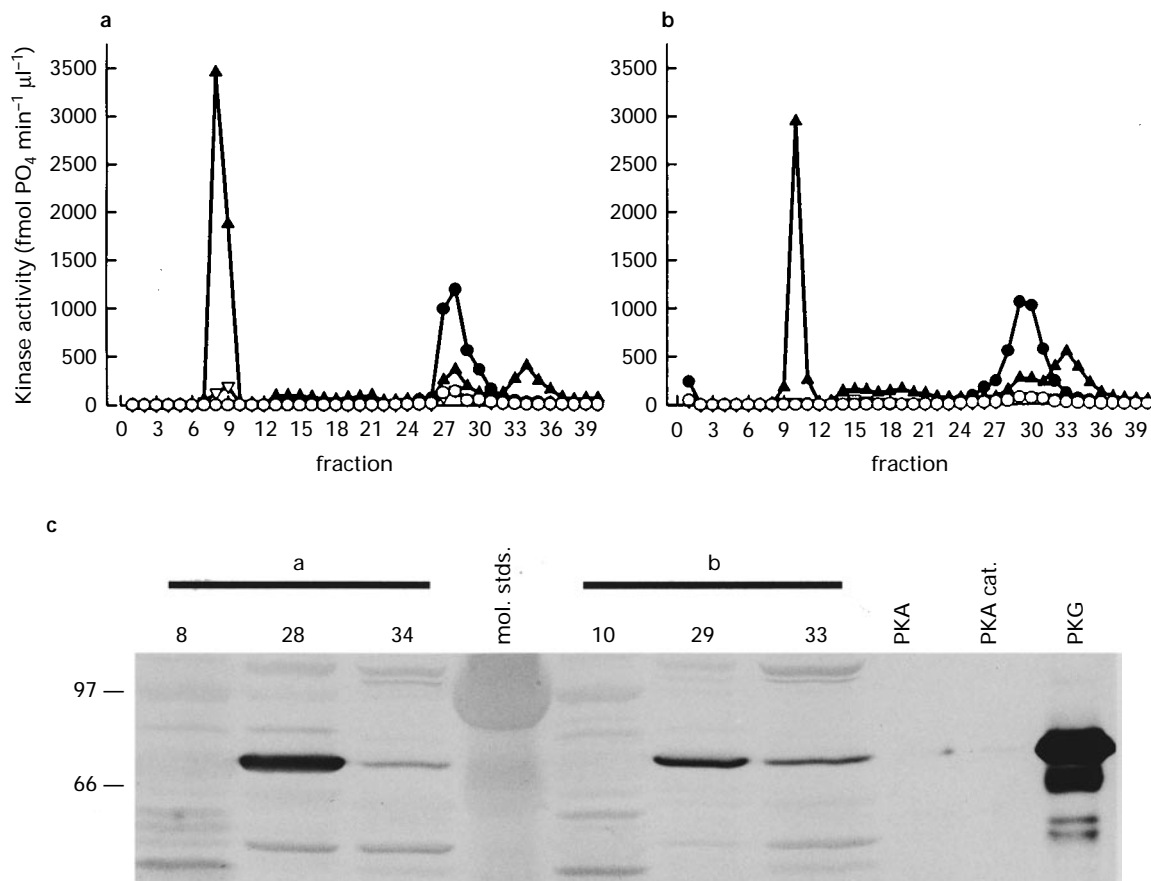 a
b
Kinase activity (fmol PO₄ min⁻¹ μl⁻¹)
3500
3000
2500
2000
1500
1000
500
0
0 3 6 9 12 15 18 21 24 27 30 33 36 39
fraction
3500
3000
2500
2000
1500
1000
500
0
0 3 6 9 12 15 18 21 24 27 30 33 36 39
fraction
c
a
mol. stds.
b
PKA
PKA cat.
PKG
8 28 34 10 29 33
97 —
66 —